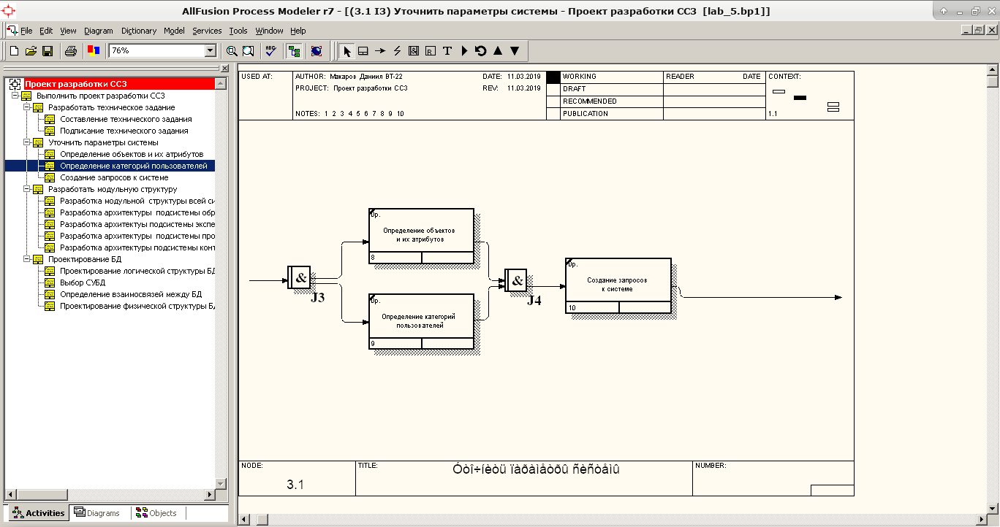 AllFusion Process Modeler r7 - [(3.1 I3) Уточнить параметры системы - Проект разработки ССЗ [lab_5.bp1]]
File Edit View Diagram Dictionary Model Services Tools Window Help
76%
ABC
R
T
Проект разработки ССЗ
Выполнить проект разработки ССЗ
Разработать техническое задание
Составление технического задания
Подписание технического задания
Уточнить параметры системы
Определение объектов и их атрибутов
Определение категорий пользователей
Создание запросов к системе
Разработать модульную структуру
Разработка модульной структуры всей си
Разработка архитектуры подсистемы обр
Разработка архитектуы подсистемы экспе
Разработка архитектуры подсистемы про
Разработка архитектуры подсистемы конт
Проектирование БД
Проектирование логической структуры БД
Выбор СУБД
Определение взаимосвязей между БД
Проектирование физической структуры БД
Activities Diagrams Objects
USED AT:
AUTHOR: Макаров Даниил ВТ-22
DATE: 11.03.2019
PROJECT: Проект разработки ССЗ
REV: 11.03.2019
NOTES: 1 2 3 4 5 6 7 8 9 10
WORKING
DRAFT
RECOMMENDED
PUBLICATION
READER DATE
CONTEXT:
1.1
0р.
Определение объектов
и их атрибутов
8
&
J3
0р.
Определение категорий
пользователей
9
&
J4
0р.
Создание запросов
к системе
10
NODE:
3.1
TITLE:
Óòî÷íèòü ïàðàìåòðû ñèñòåìû
NUMBER: